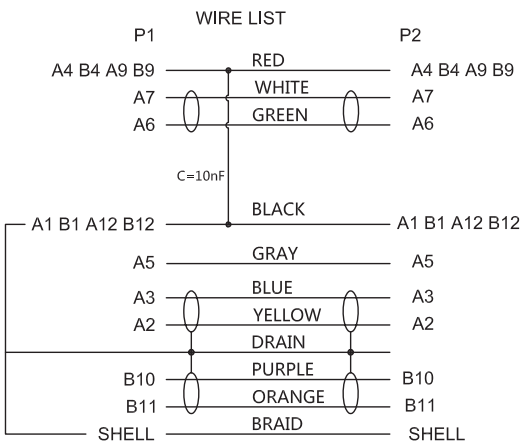 WIRE LIST
P1 P2
A4 B4 A9 B9 RED A4 B4 A9 B9
A7 WHITE A7
A6 GREEN A6
C=10nF
A1 B1 A12 B12 BLACK A1 B1 A12 B12
A5 GRAY A5
A3 BLUE A3
A2 YELLOW A2
DRAIN
B10 PURPLE B10
B11 ORANGE B11
SHELL BRAID SHELL